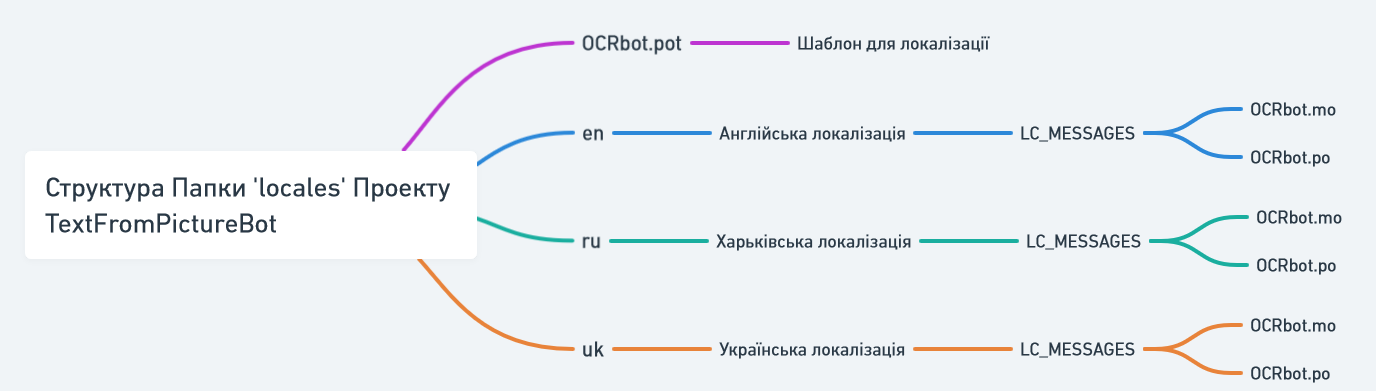 Структура Папки 'locales' Проекту
TextFromPictureBot
OCRbot.pot
Шаблон для локалізації
en
Англійська локалізація
LC_MESSAGES
OCRbot.mo
OCRbot.po
ru
Харьківська локалізація
LC_MESSAGES
OCRbot.mo
OCRbot.po
uk
Українська локалізація
LC_MESSAGES
OCRbot.mo
OCRbot.po